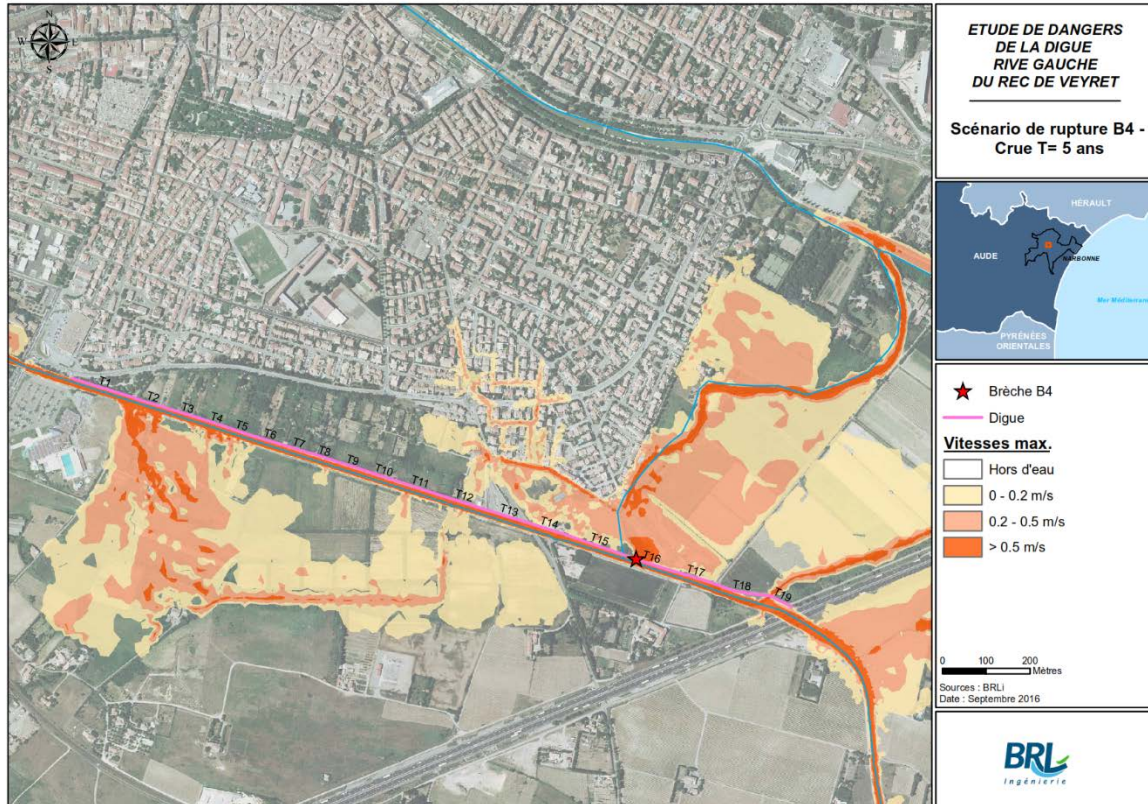 N
W
E
S
T1
T2
T3
T4
T5
T6
T7
T8
T9
T10
T11
T12
T13
T14
T15
T16
T17
T18
T19
ETUDE DE DANGERS
DE LA DIGUE
RIVE GAUCHE
DU REC DE VEYRET
Scénario de rupture B4 -
Crue T= 5 ans
HÉRAULT
AUDE
NARBONNE
Mer Méditerran
PYRÉNÉES
ORIENTALES
Brèche B4
Digue
Vitesses max.
Hors d'eau
0 - 0.2 m/s
0.2 - 0.5 m/s
> 0.5 m/s
0 100 200
Mètres
Sources : BRLi
Date : Septembre 2016
BRL
Ingénierie